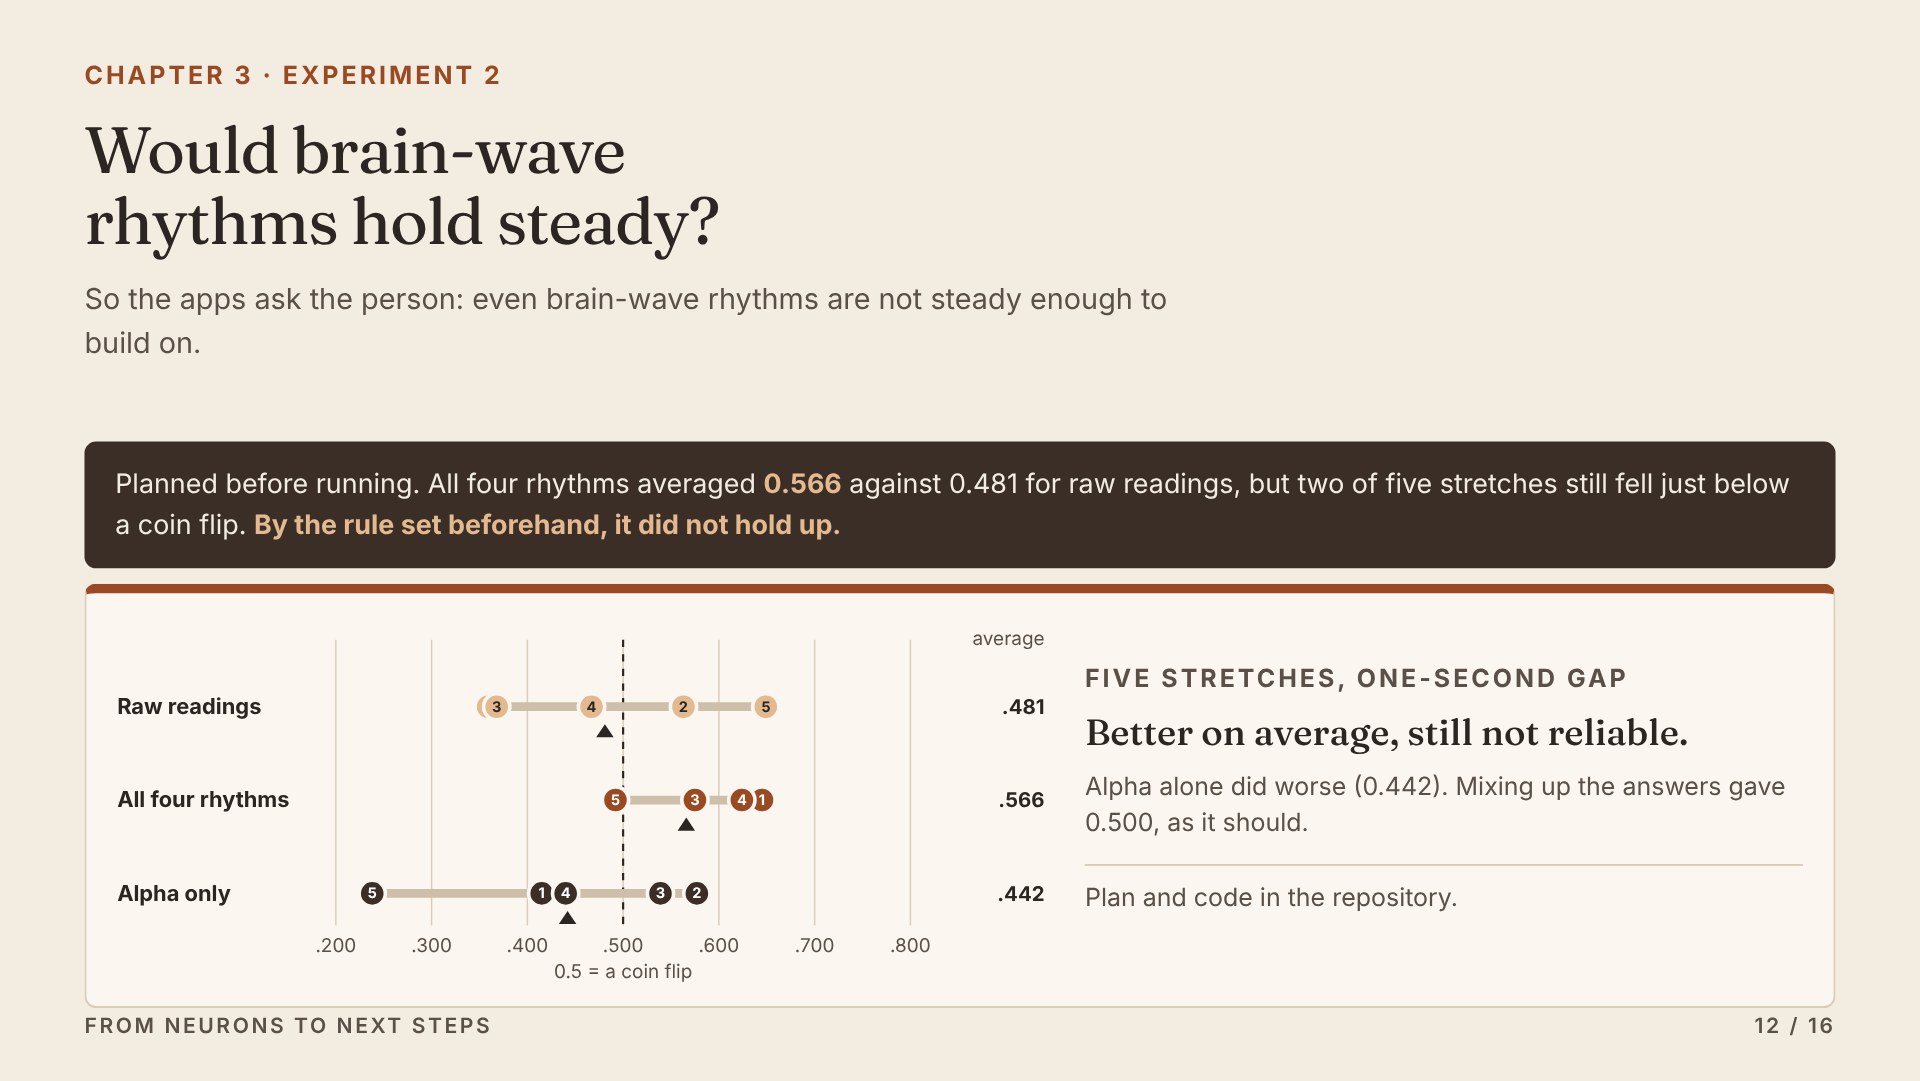 CHAPTER 3 · EXPERIMENT 2
Would brain-wave
rhythms hold steady?
So the apps ask the person: even brain-wave rhythms are not steady enough to
build on.
Planned before running. All four rhythms averaged 0.566 against 0.481 for raw readings, but two of five stretches still fell just below
a coin flip. By the rule set beforehand, it did not hold up.
average
Raw readings 3 4 2 5 .481
All four rhythms 5 3 4 1 .566
Alpha only 5 1 4 3 2 .442
.200 .300 .400 .500 .600 .700 .800
0.5 = a coin flip
FIVE STRETCHES, ONE-SECOND GAP
Better on average, still not reliable.
Alpha alone did worse (0.442). Mixing up the answers gave
0.500, as it should.
Plan and code in the repository.
FROM NEURONS TO NEXT STEPS
12 / 16